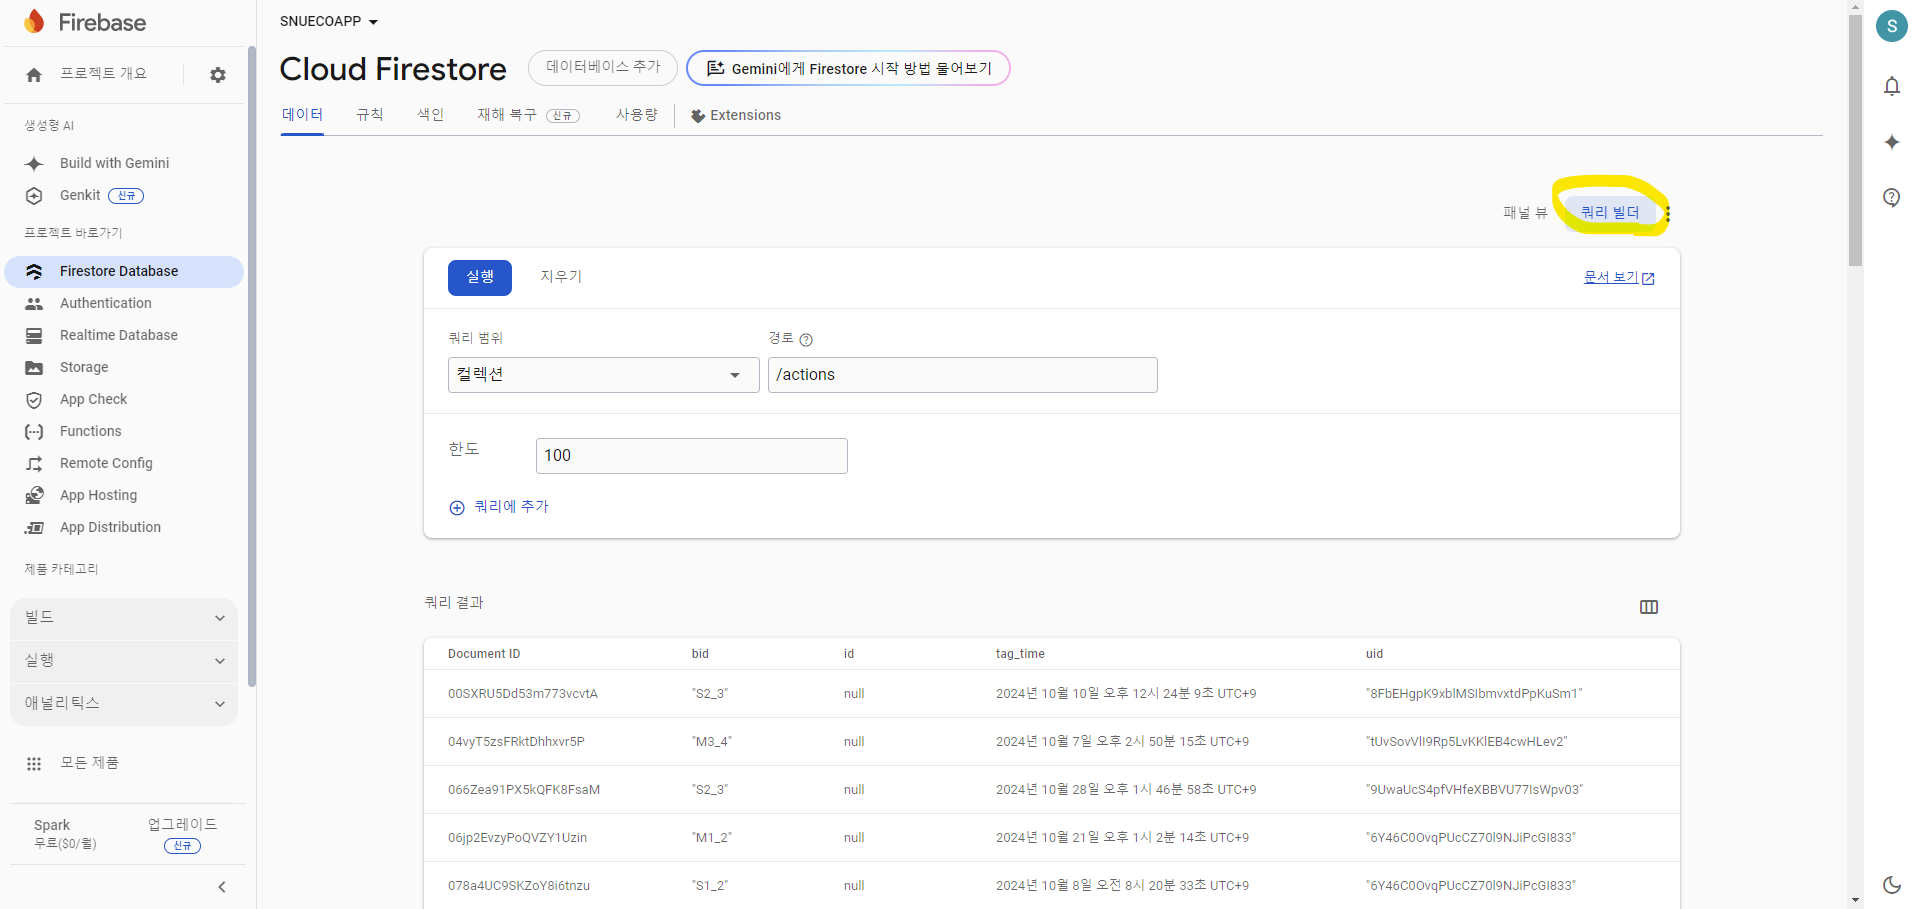 Firebase
프로젝트 개요
생성형 AI
Build with Gemini
Genkit 신규
프로젝트 바로가기
Firestore Database
Authentication
Realtime Database
Storage
App Check
Functions
Remote Config
App Hosting
App Distribution
제품 카테고리
빌드
실행
애널리틱스
모든 제품
Spark
무료($0/월)
업그레이드
신규
SNUECOAPP
Cloud Firestore 데이터베이스 추가 Gemini에게 Firestore 시작 방법 물어보기
데이터 규칙 색인 재해 복구 신규 사용량 Extensions
패널 뷰 쿼리 빌더
실행 지우기 문서 보기
쿼리 범위 경로
컬렉션 /actions
한도 100
쿼리에 추가
쿼리 결과
Document ID bid id tag_time uid
00SXRU5Dd53m773vcvtA "S2_3" null 2024년 10월 10일 오후 12시 24분 9초 UTC+9 "8FbEHgpK9xblMSIbmvxtdPpKuSm1"
04vyT5zsFRktDhhxvr5P "M3_4" null 2024년 10월 7일 오후 2시 50분 15초 UTC+9 "tUvSovVlI9Rp5LvKKlEB4cwHLev2"
066Zea91PX5kQFK8FsaM "S2_3" null 2024년 10월 28일 오후 1시 46분 58초 UTC+9 "9UwaUcS4pfVHfeXBBVU77IsWpv03"
06jp2EvzyPoQVZY1Uzin "M1_2" null 2024년 10월 21일 오후 1시 2분 14초 UTC+9 "6Y46C0OvqPUcCZ70l9NJiPcGI833"
078a4UC9SKZoY8i6tnzu "S1_2" null 2024년 10월 8일 오전 8시 20분 33초 UTC+9 "6Y46C0OvqPUcCZ70l9NJiPcGI833"
S